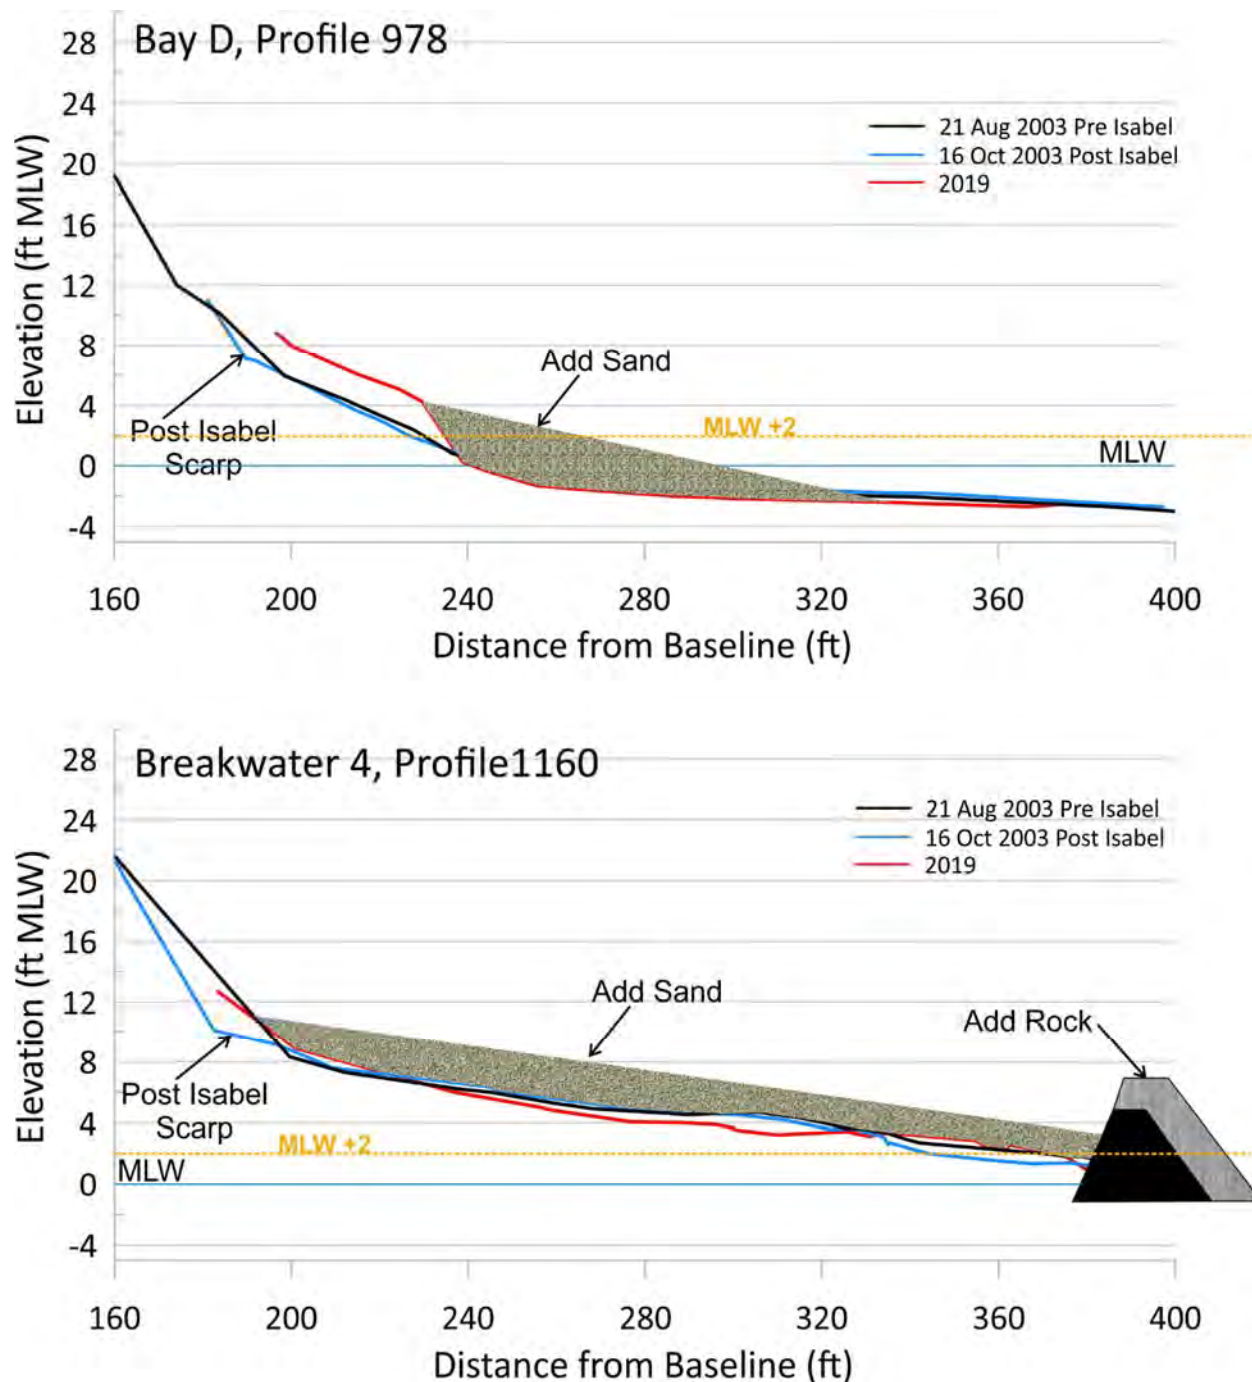 Bay D, Profile 978
28
24
20
16
12
8
4
0
-4
Elevation (ft MLW)
21 Aug 2003 Pre Isabel
16 Oct 2003 Post Isabel
2019
Add Sand
Post Isabel
Scarp
MLW +2
MLW
160 200 240 280 320 360 400
Distance from Baseline (ft)
Breakwater 4, Profile1160
28
24
20
16
12
8
4
0
-4
Elevation (ft MLW)
21 Aug 2003 Pre Isabel
16 Oct 2003 Post Isabel
2019
Add Sand
Add Rock
Post Isabel
Scarp
MLW +2
MLW
160 200 240 280 320 360 400
Distance from Baseline (ft)